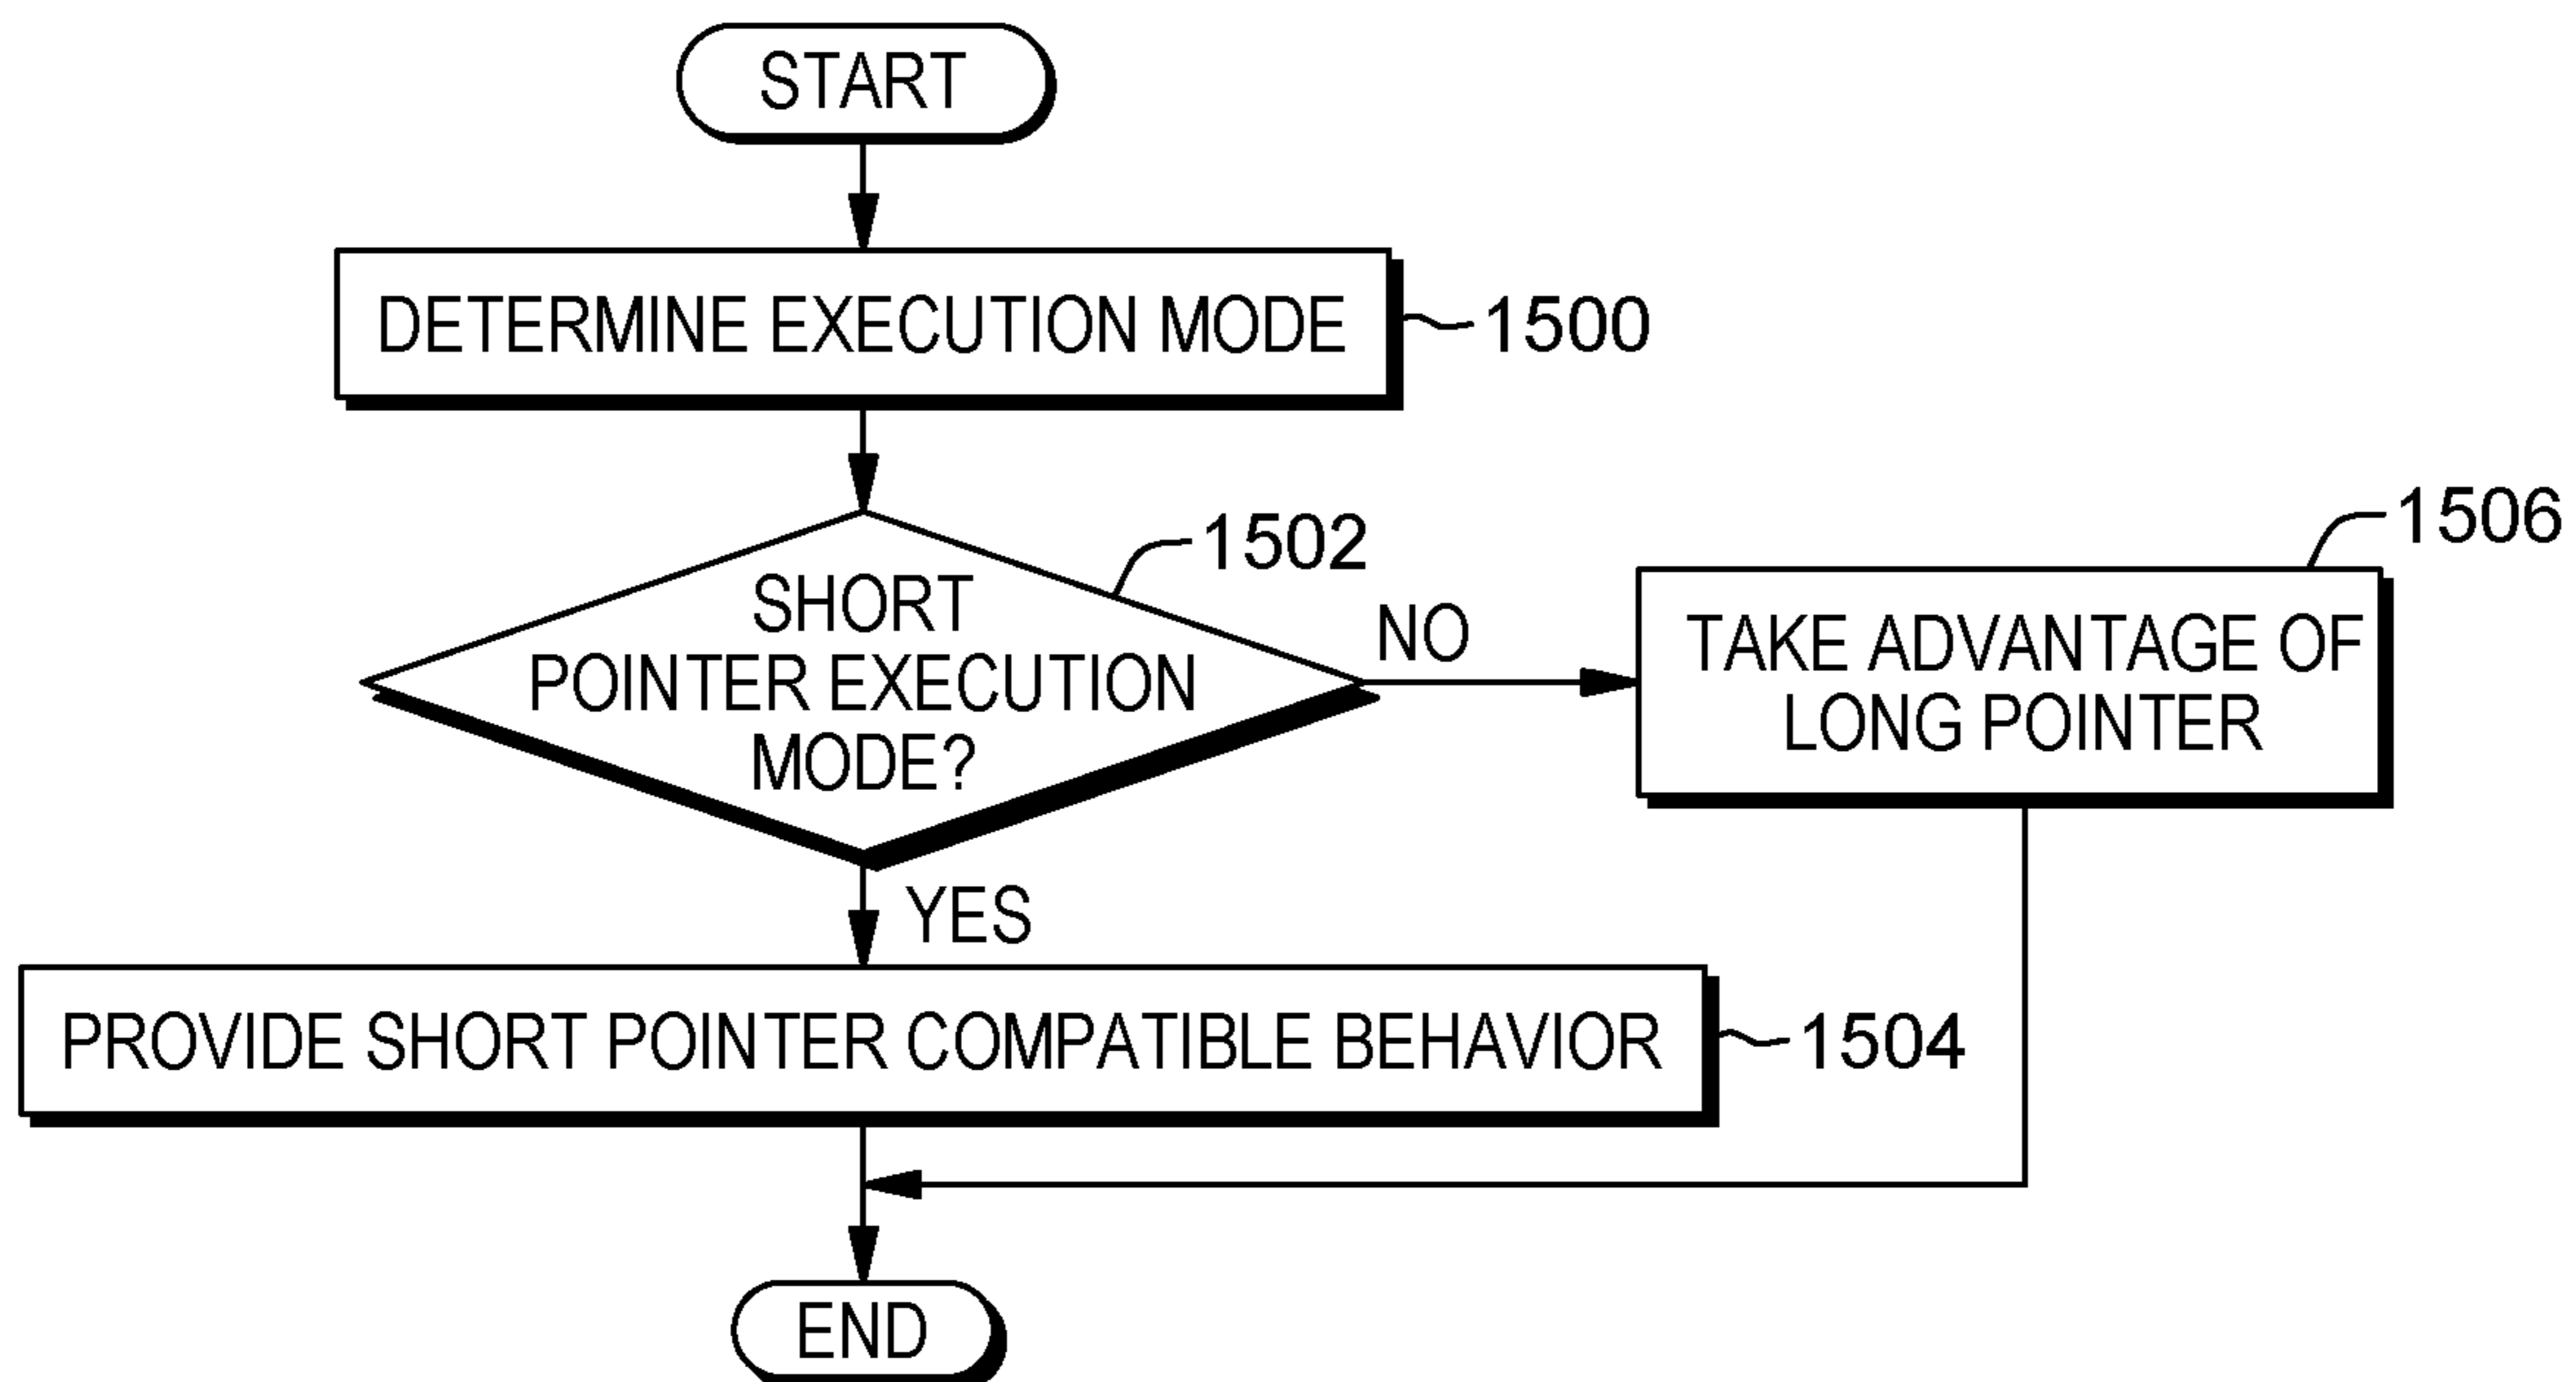 START
DETERMINE EXECUTION MODE
1500
1502
SHORT
POINTER EXECUTION
MODE?
NO
1506
TAKE ADVANTAGE OF
LONG POINTER
YES
PROVIDE SHORT POINTER COMPATIBLE BEHAVIOR
1504
END